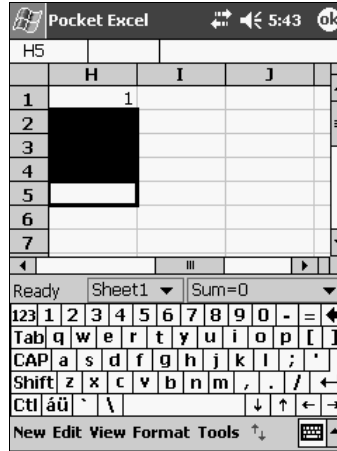 Pocket Excel 5:43 ok
H5
H I J
1 1
2
3
4
5
6
7
Ready Sheet1 Sum=0
123 1 2 3 4 5 6 7 8 9 0 - =
Tab q w e r t y u i o p [ ]
CAP a s d f g h j k l ; '
Shift z x c v b n m , . /
Ctl áü ` \
New Edit View Format Tools